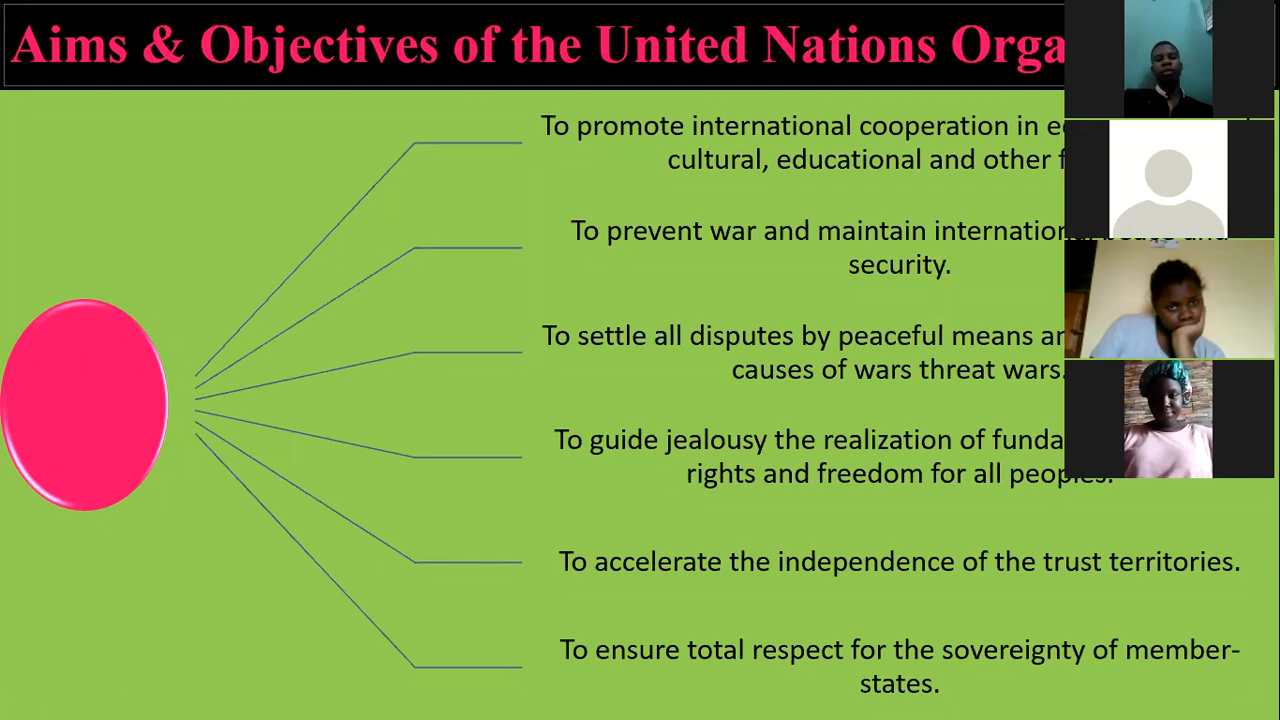 Aims & Objectives of the United Nations Orga
To promote international cooperation in
cultural, educational and other
To prevent war and maintain international peace and
security.
To settle all disputes by peaceful means
causes of wars threat wars.
To guide jealousy the realization of funda
rights and freedom for all peoples.
To accelerate the independence of the trust territories.
To ensure total respect for the sovereignty of member-
states.